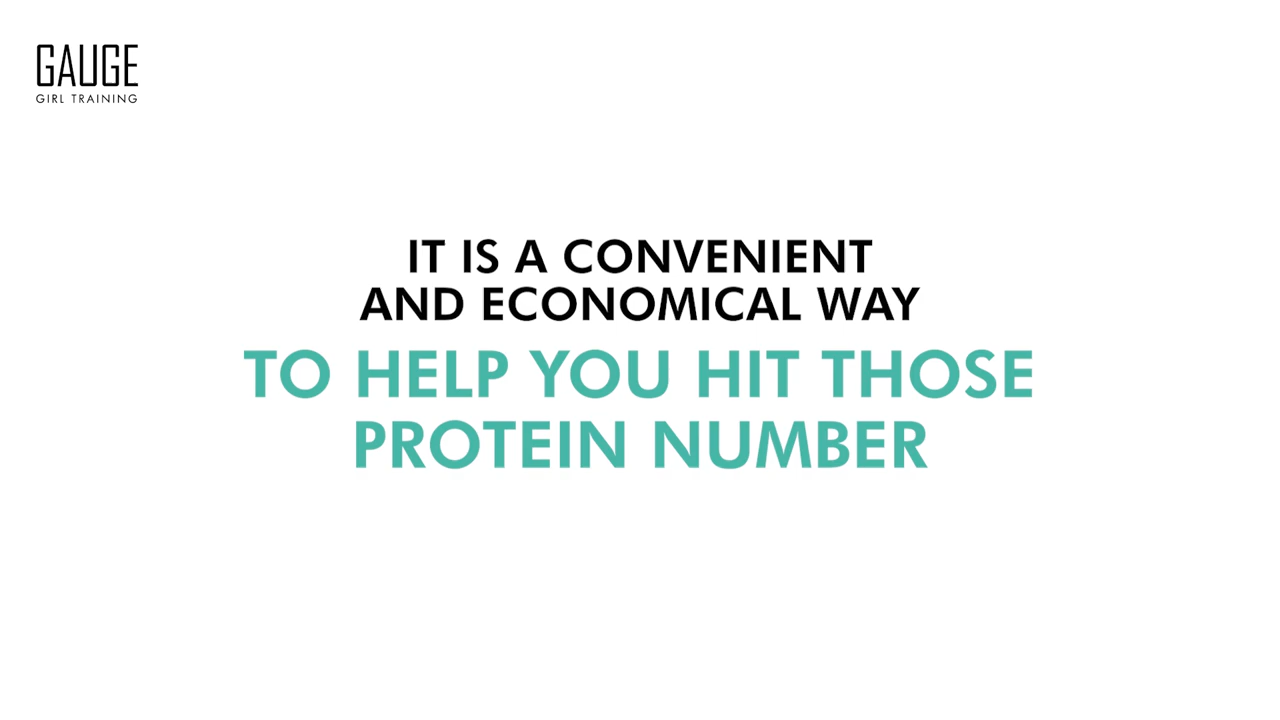 GAUGE
GIRL TRAINING
IT IS A CONVENIENT
AND ECONOMICAL WAY
TO HELP YOU HIT THOSE
PROTEIN NUMBER